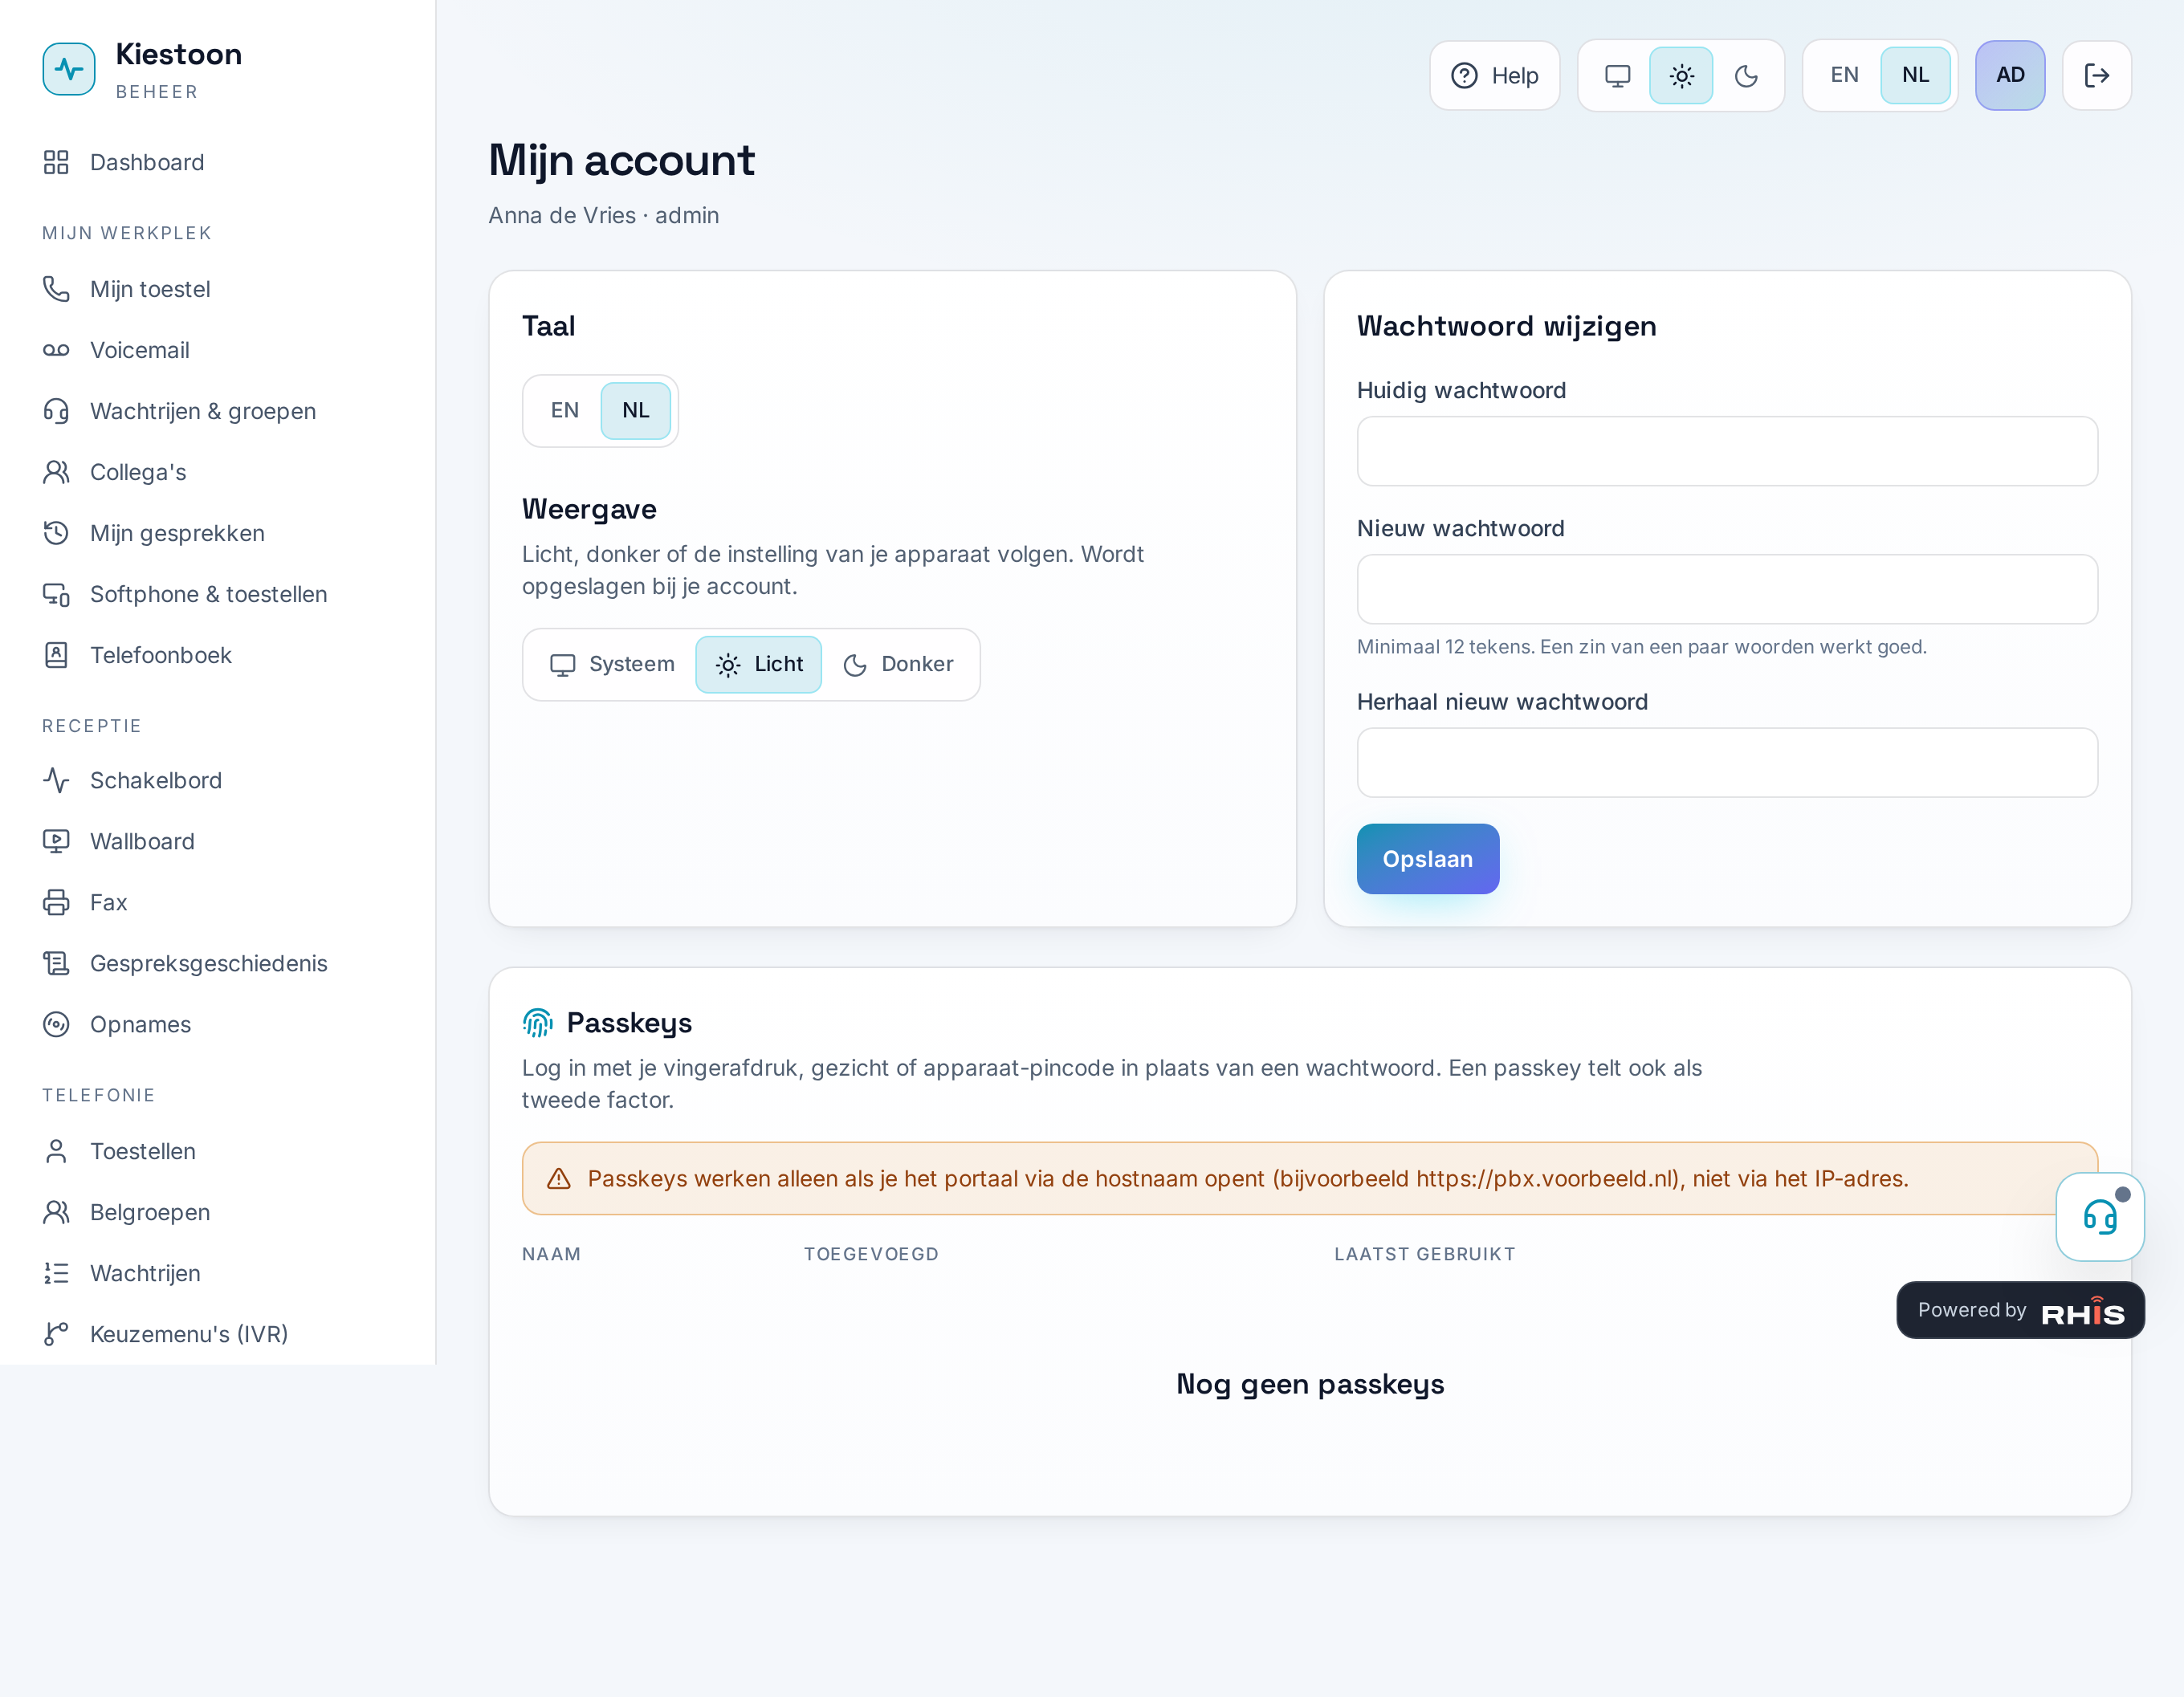 Kiestoon
BEHEER
Dashboard
MIJN WERKPLEK
Mijn toestel
Voicemail
Wachtrijen & groepen
Collega's
Mijn gesprekken
Softphone & toestellen
Telefoonboek
RECEPTIE
Schakelbord
Wallboard
Fax
Gespreksgeschiedenis
Opnames
TELEFONIE
Toestellen
Belgroepen
Wachtrijen
Keuzemenu's (IVR)
Help
EN NL
AD
Mijn account
Anna de Vries · admin
Taal
EN NL
Weergave
Licht, donker of de instelling van je apparaat volgen. Wordt
opgeslagen bij je account.
Systeem Licht Donker
Wachtwoord wijzigen
Huidig wachtwoord
Nieuw wachtwoord
Minimaal 12 tekens. Een zin van een paar woorden werkt goed.
Herhaal nieuw wachtwoord
Opslaan
Passkeys
Log in met je vingerafdruk, gezicht of apparaat-pincode in plaats van een wachtwoord. Een passkey telt ook als
tweede factor.
Passkeys werken alleen als je het portaal via de hostnaam opent (bijvoorbeeld https://pbx.voorbeeld.nl), niet via het IP-adres.
NAAM TOEGEVOEGD LAATST GEBRUIKT
Nog geen passkeys
Powered by RHiS